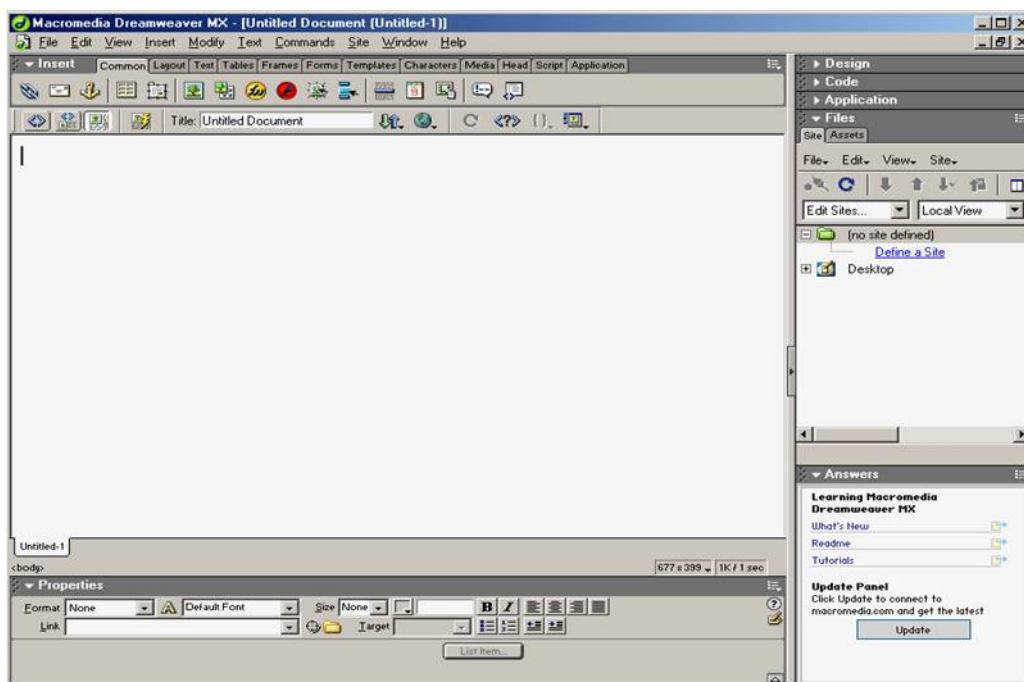 Macromedia Dreamweaver MX - [Untitled Document (Untitled-1)]
File Edit View Insert Modify Text Commands Site Window Help
Insert Common Layout Text Tables Frames Forms Templates Characters Media Head Script Application
Title: Untitled Document
Untitled-1
<body>
677 x 399 1K / 1 sec
Properties
Format None Default Font Size None B I
Link Target
List Item...
Design
Code
Application
Files
Site Assets
File Edit View Site
Edit Sites... Local View
(no site defined)
Define a Site
Desktop
Answers
Learning Macromedia
Dreamweaver MX
What's New
Readme
Tutorials
Update Panel
Click Update to connect to
macromedia.com and get the latest
Update